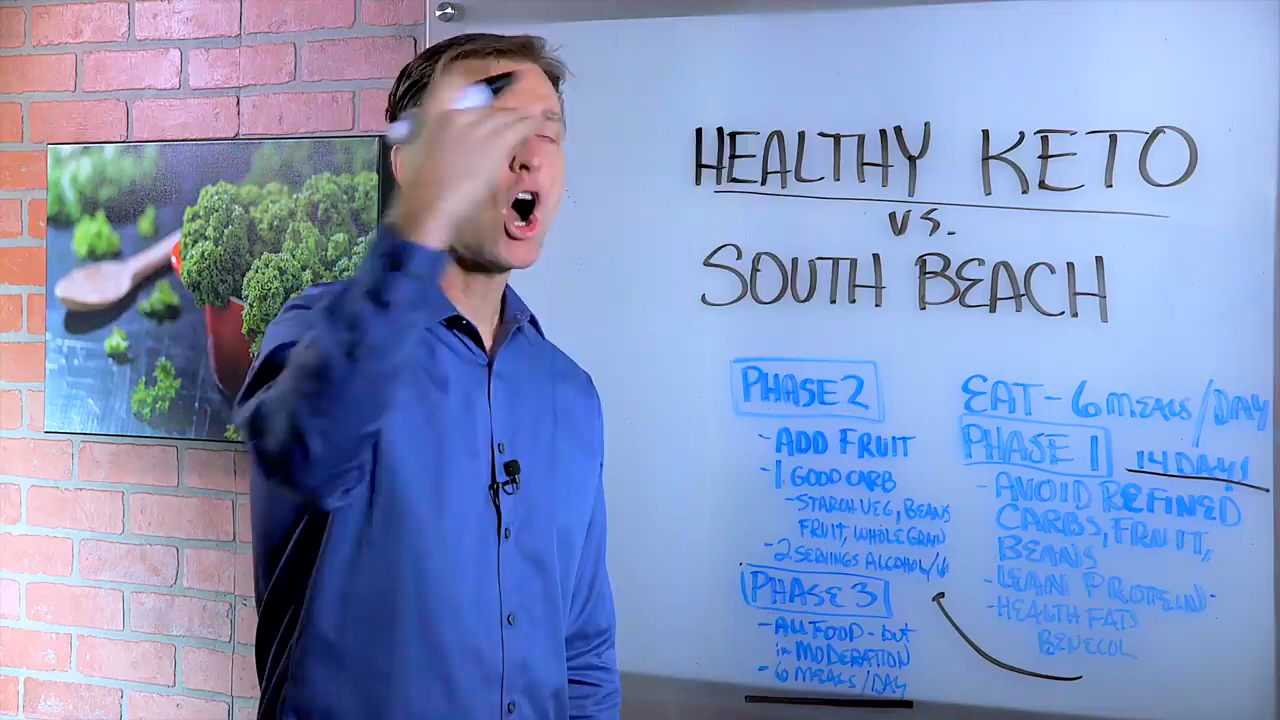 HEALTHY KETO
VS.
SOUTH BEACH
EAT - 6 MEALS/DAY
PHASE 1 14 DAYS
- AVOID REFINED
CARBS, FRUIT,
BEANS
- LEAN PROTEIN
- HEALTH FATS
BENECOL
PHASE 2
- ADD FRUIT
- 1 GOOD CARB
- STARCH VEG, BEANS
FRUIT, WHOLE GRAIN
- 2 SERVINGS ALCOHOL/
PHASE 3
- ALL FOOD - but
in MODERATION
- 6 MEALS/DAY